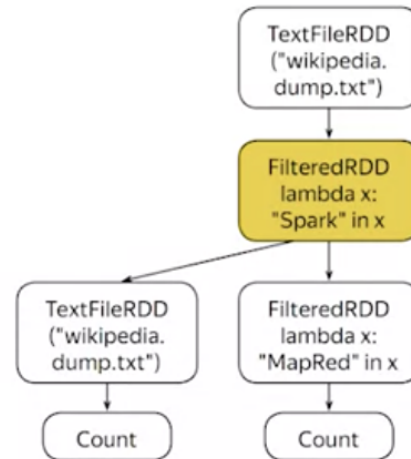 TextFileRDD
("wikipedia.
dump.txt")
FilteredRDD
lambda x:
"Spark" in x
TextFileRDD
("wikipedia.
dump.txt")
FilteredRDD
lambda x:
"MapRed" in x
Count
Count